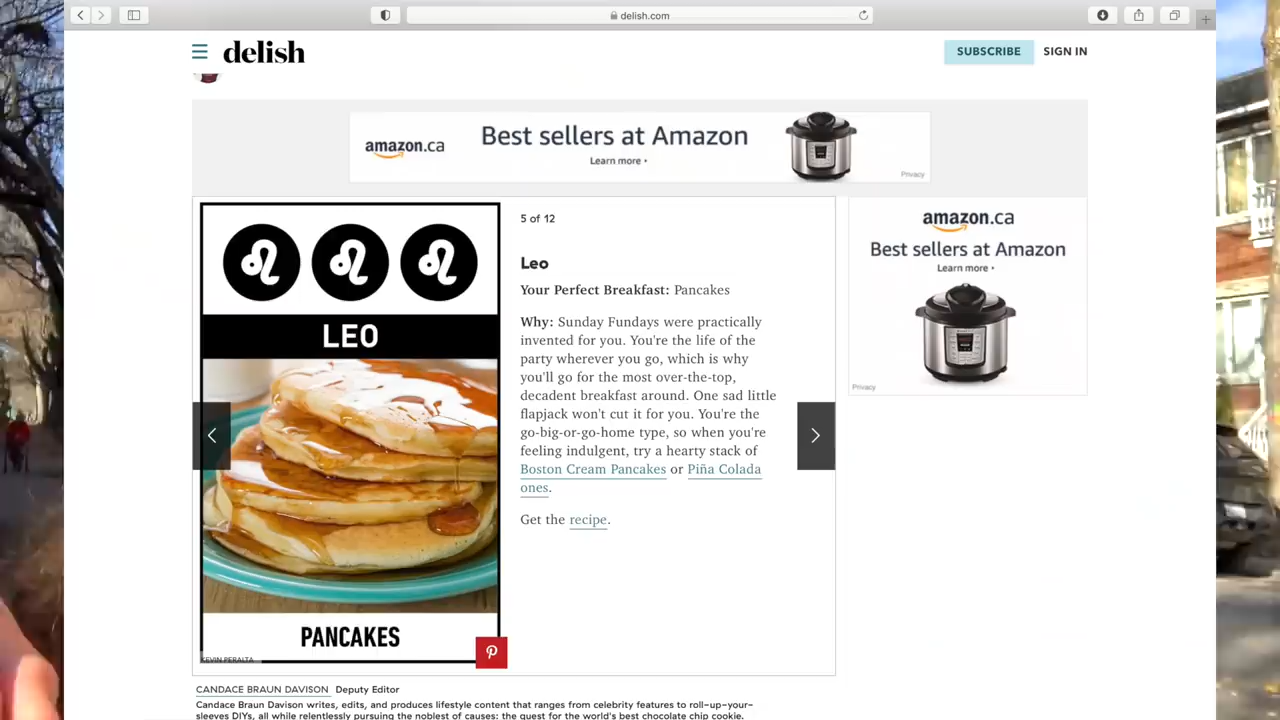 delish.com
delish
SUBSCRIBE
SIGN IN
amazon.ca
Best sellers at Amazon
Learn more
Privacy
LEO
PANCAKES
KEVIN PERALTA
5 of 12
Leo
Your Perfect Breakfast: Pancakes
Why: Sunday Fundays were practically
invented for you. You're the life of the
party wherever you go, which is why
you'll go for the most over-the-top,
decadent breakfast around. One sad little
flapjack won't cut it for you. You're the
go-big-or-go-home type, so when you're
feeling indulgent, try a hearty stack of
Boston Cream Pancakes or Piña Colada
ones.
Get the recipe.
amazon.ca
Best sellers at Amazon
Learn more
Privacy
CANDACE BRAUN DAVISON Deputy Editor
Candace Braun Davison writes, edits, and produces lifestyle content that ranges from celebrity features to roll-up-your-
sleeves DIYs, all while relentlessly pursuing the noblest of causes: the quest for the world's best chocolate chip cookie.